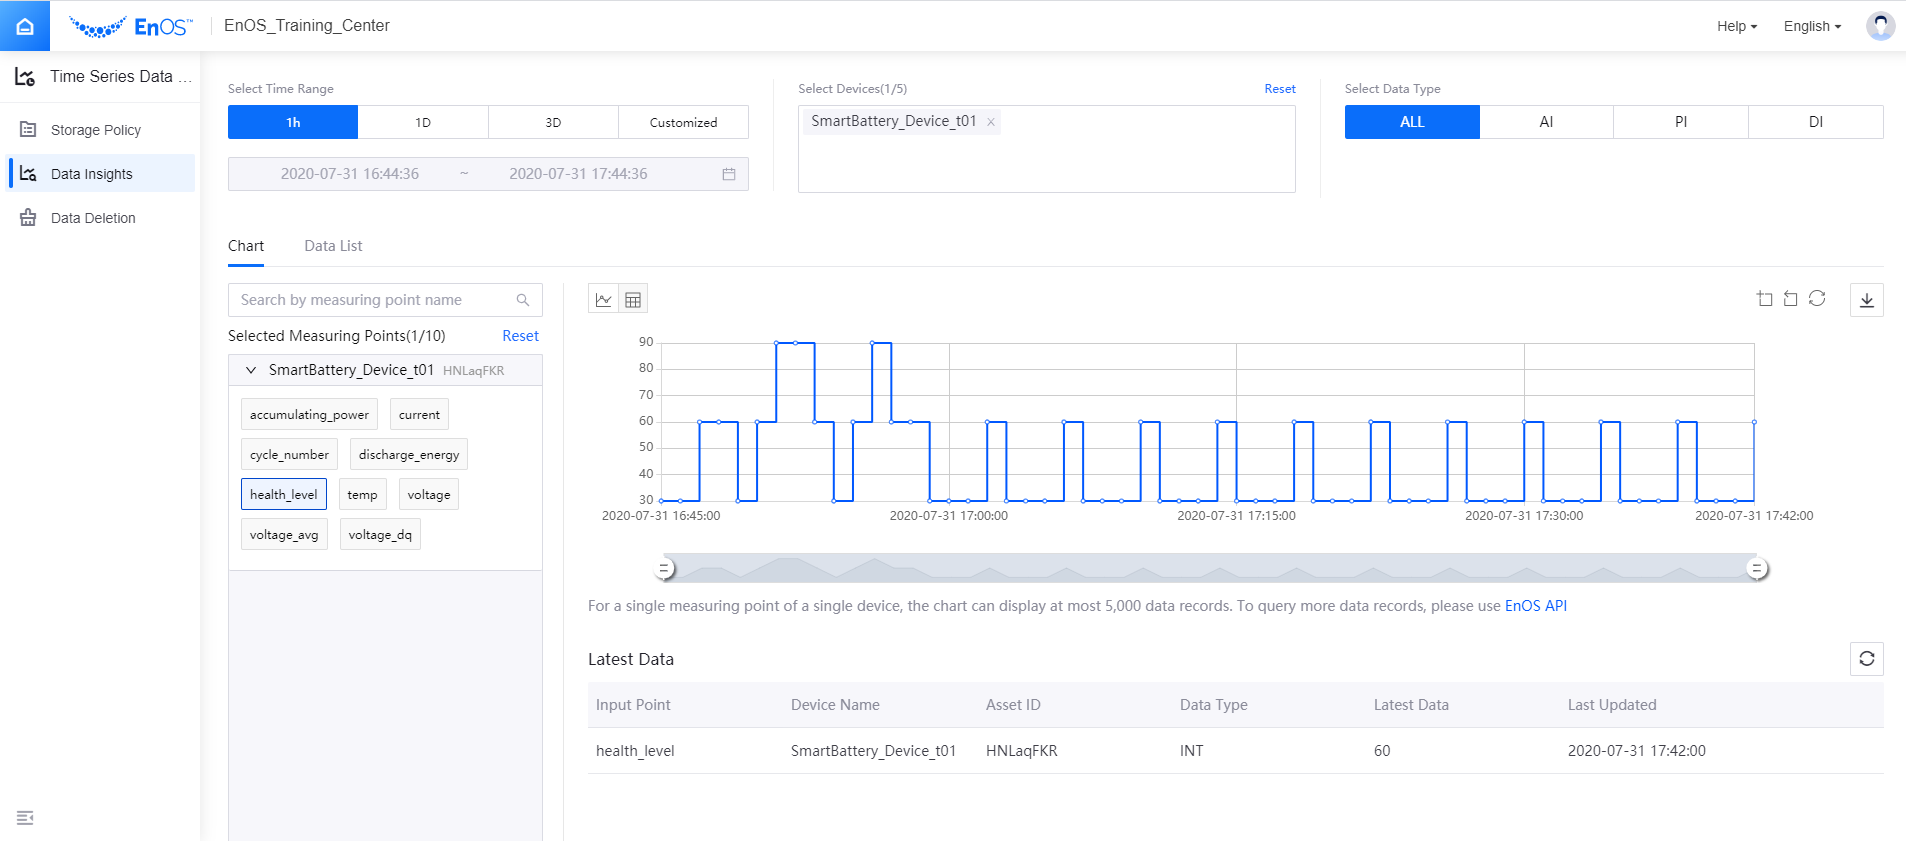 EnOS™ EnOS_Training_Center Help English
Time Series Data ...
Storage Policy
Data Insights
Data Deletion
Select Time Range
1h 1D 3D Customized
2020-07-31 16:44:36 ~ 2020-07-31 17:44:36
Select Devices(1/5) Reset
SmartBattery_Device_t01 ×
Select Data Type
ALL AI PI DI
Chart Data List
Search by measuring point name
Selected Measuring Points(1/10) Reset
SmartBattery_Device_t01 HNLaqFKR
accumulating_power current
cycle_number discharge_energy
health_level temp voltage
voltage_avg voltage_dq
90
80
70
60
50
40
30
2020-07-31 16:45:00 2020-07-31 17:00:00 2020-07-31 17:15:00 2020-07-31 17:30:00 2020-07-31 17:42:00
For a single measuring point of a single device, the chart can display at most 5,000 data records. To query more data records, please use EnOS API
Latest Data
Input Point Device Name Asset ID Data Type Latest Data Last Updated
health_level SmartBattery_Device_t01 HNLaqFKR INT 60 2020-07-31 17:42:00